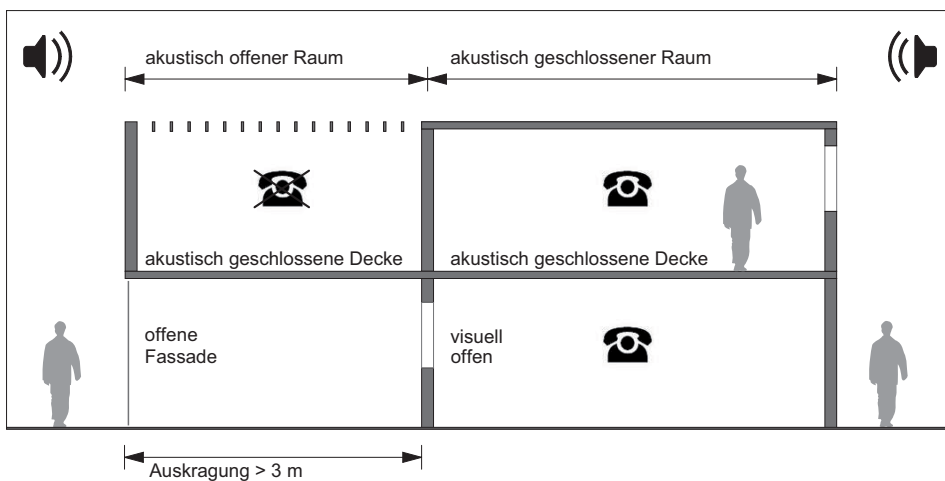 akustisch offener Raum
akustisch geschlossener Raum
akustisch geschlossene Decke
akustisch geschlossene Decke
offene
Fassade
visuell
offen
Auskragung > 3 m